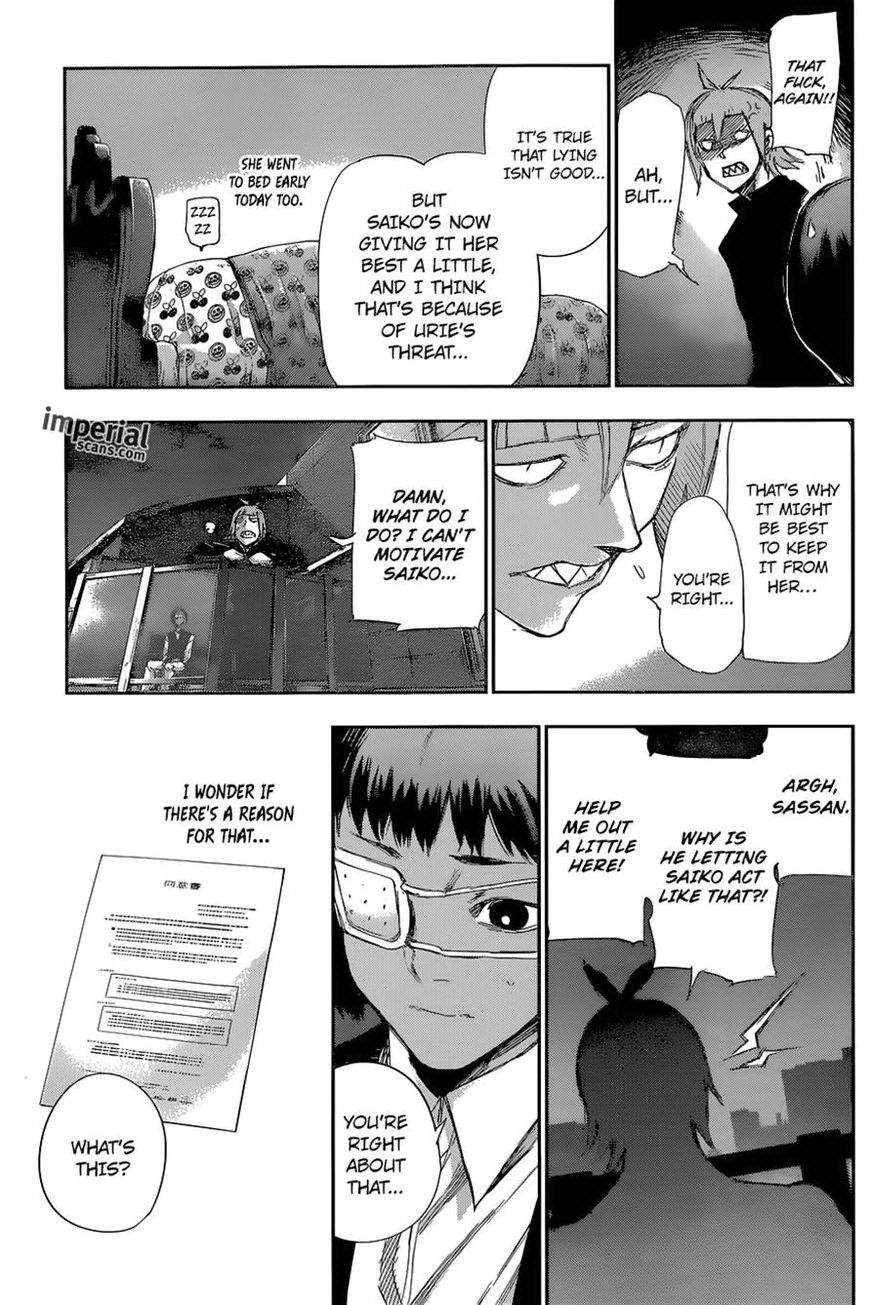 THAT
FUCK,
AGAIN!!
AH,
BUT...
IT'S TRUE
THAT LYING
ISN'T GOOD...
BUT
SAIKO'S NOW
GIVING IT HER
BEST A LITTLE,
AND I THINK
THAT'S BECAUSE
OF URIE'S
THREAT...
SHE WENT
TO BED EARLY
TODAY TOO.
ZZZ
ZZ
THAT'S WHY
IT MIGHT
BE BEST
TO KEEP
IT FROM
HER...
YOU'RE
RIGHT...
DAMN,
WHAT DO I
DO? I CAN'T
MOTIVATE
SAIKO...
imperial
scans.com
ARGH,
SASSAN.
WHY IS
HE LETTING
SAIKO ACT
LIKE THAT?!
HELP
ME OUT
A LITTLE
HERE!
YOU'RE
RIGHT
ABOUT
THAT...
I WONDER IF
THERE'S A REASON
FOR THAT...
同意書
WHAT'S
THIS?